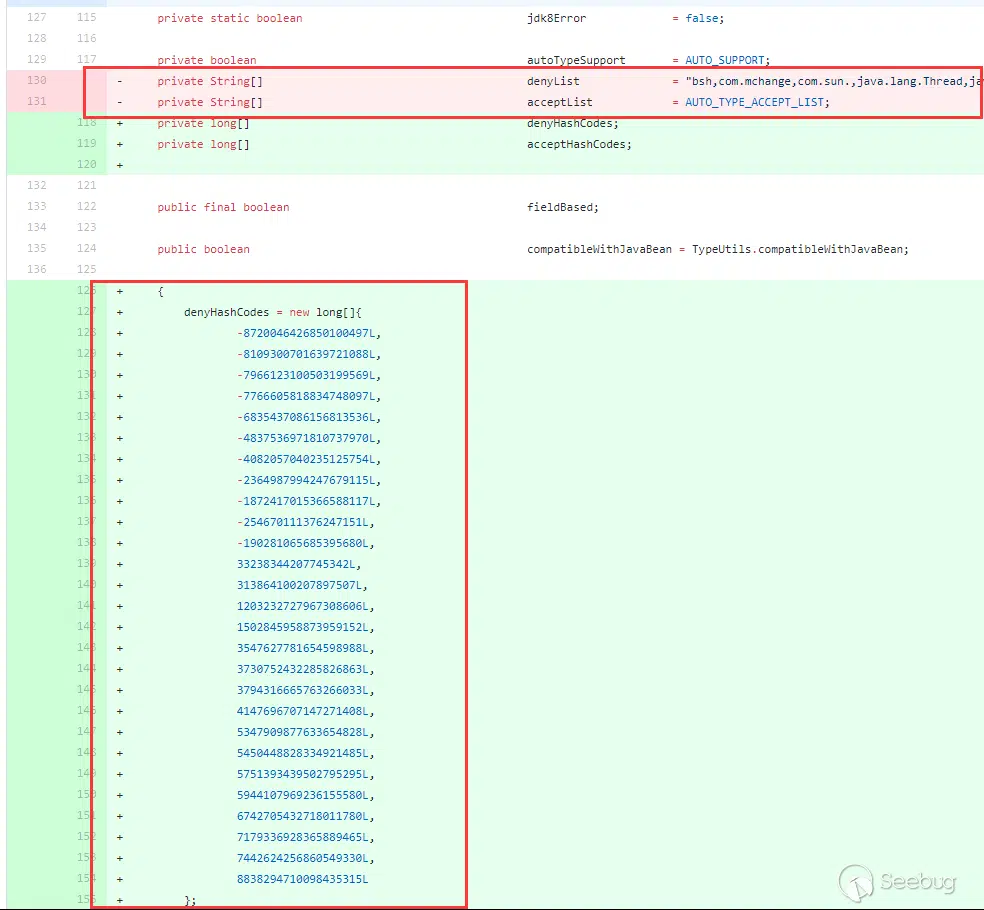 127 115 private static boolean jdk8Error = false;
128 116
129 117 private boolean autoTypeSupport = AUTO_SUPPORT;
130 - private String[] denyList = "bsh,com.mchange,com.sun.,java.lang.Thread,ja
131 - private String[] acceptList = AUTO_TYPE_ACCEPT_LIST;
118 + private long[] denyHashCodes;
119 + private long[] acceptHashCodes;
120 +
132 121
133 122 public final boolean fieldBased;
134 123
135 124 public boolean compatibleWithJavaBean = TypeUtils.compatibleWithJavaBean;
136 125
126 + {
127 + denyHashCodes = new long[]{
128 + -8720046426850100497L,
129 + -8109300701639721088L,
130 + -7966123100503199569L,
131 + -7766605818834748097L,
132 + -6835437086156813536L,
133 + -4837536971810737970L,
134 + -4082057040235125754L,
135 + -2364987994247679115L,
136 + -1872417015366588117L,
137 + -254670111376247151L,
138 + -190281065685395680L,
139 + 33238344207745342L,
140 + 313864100207897507L,
141 + 1203232727967308606L,
142 + 1502845958873959152L,
143 + 3547627781654598988L,
144 + 3730752432285826863L,
145 + 3794316665763266033L,
146 + 4147696707147271408L,
147 + 5347909877633654828L,
148 + 5450448828334921485L,
149 + 5751393439502795295L,
150 + 5944107969236155580L,
151 + 6742705432718011780L,
152 + 7179336928365889465L,
153 + 7442624256860549330L,
154 + 8838294710098435315L
155 + };
Seebug